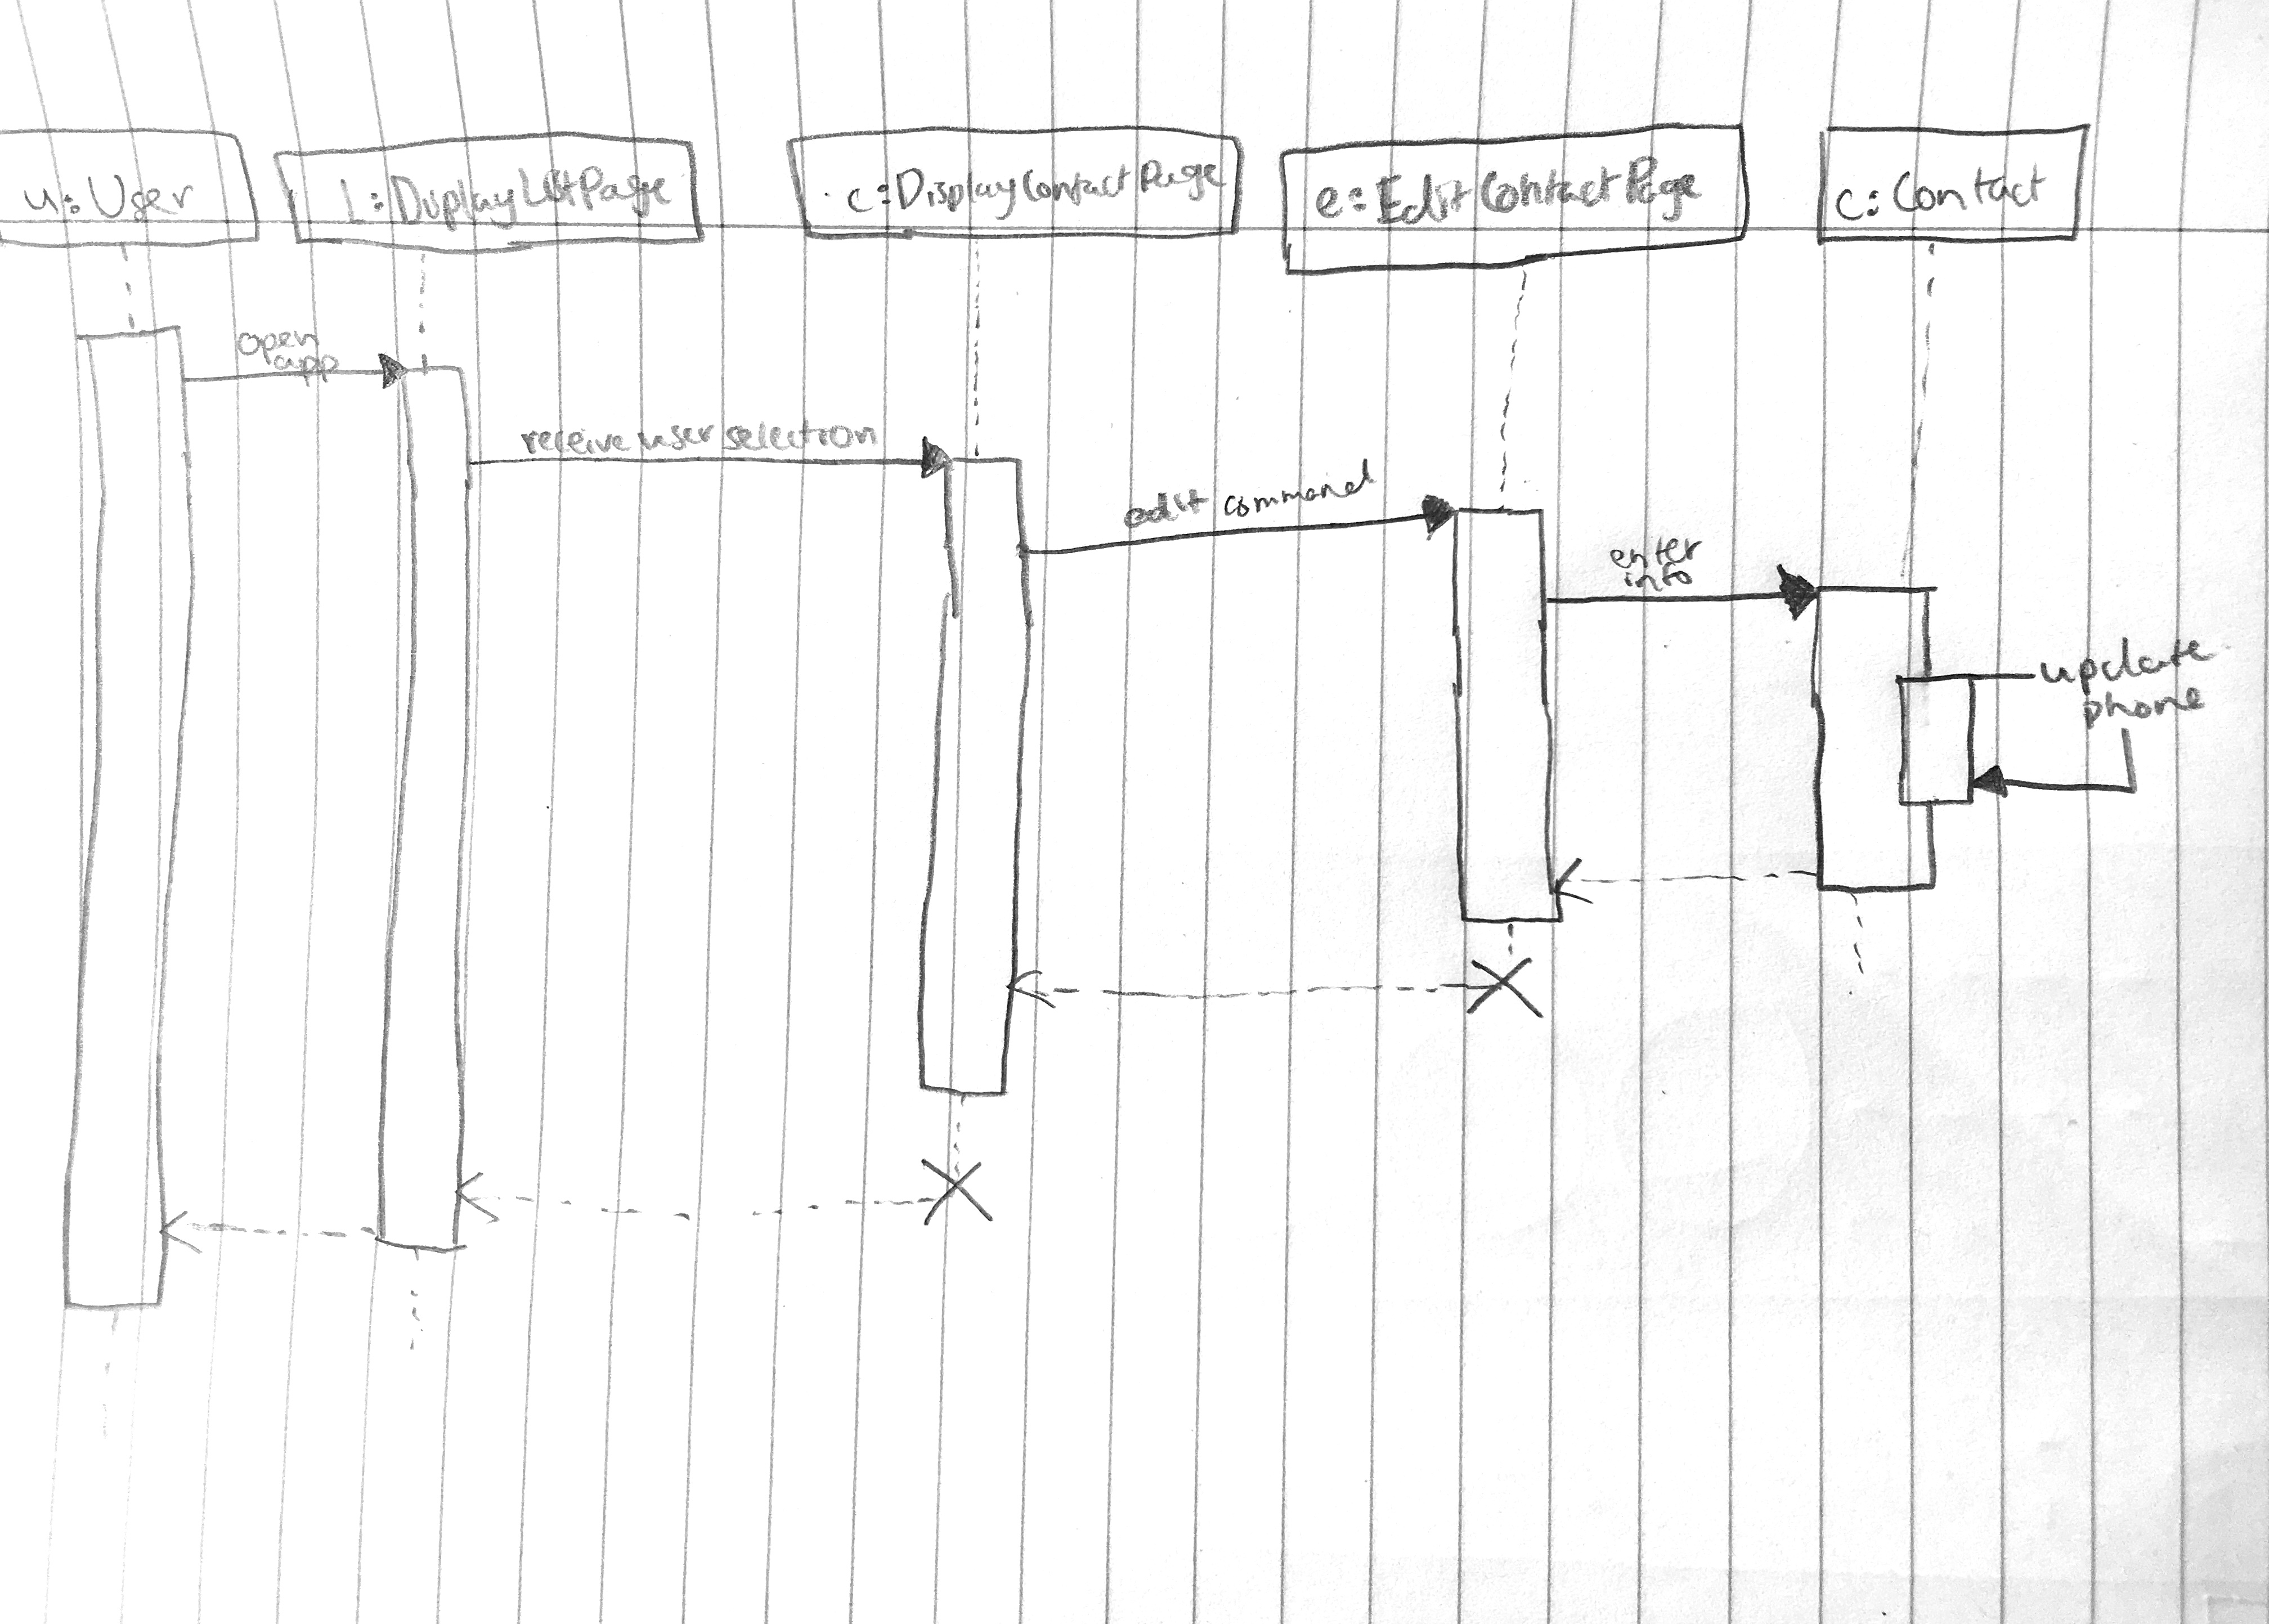 u: User
l: DisplayListPage
c: DisplayContactPage
e: EditContactPage
c: Contact
open
app
receive user selection
edit command
enter
info
update
phone